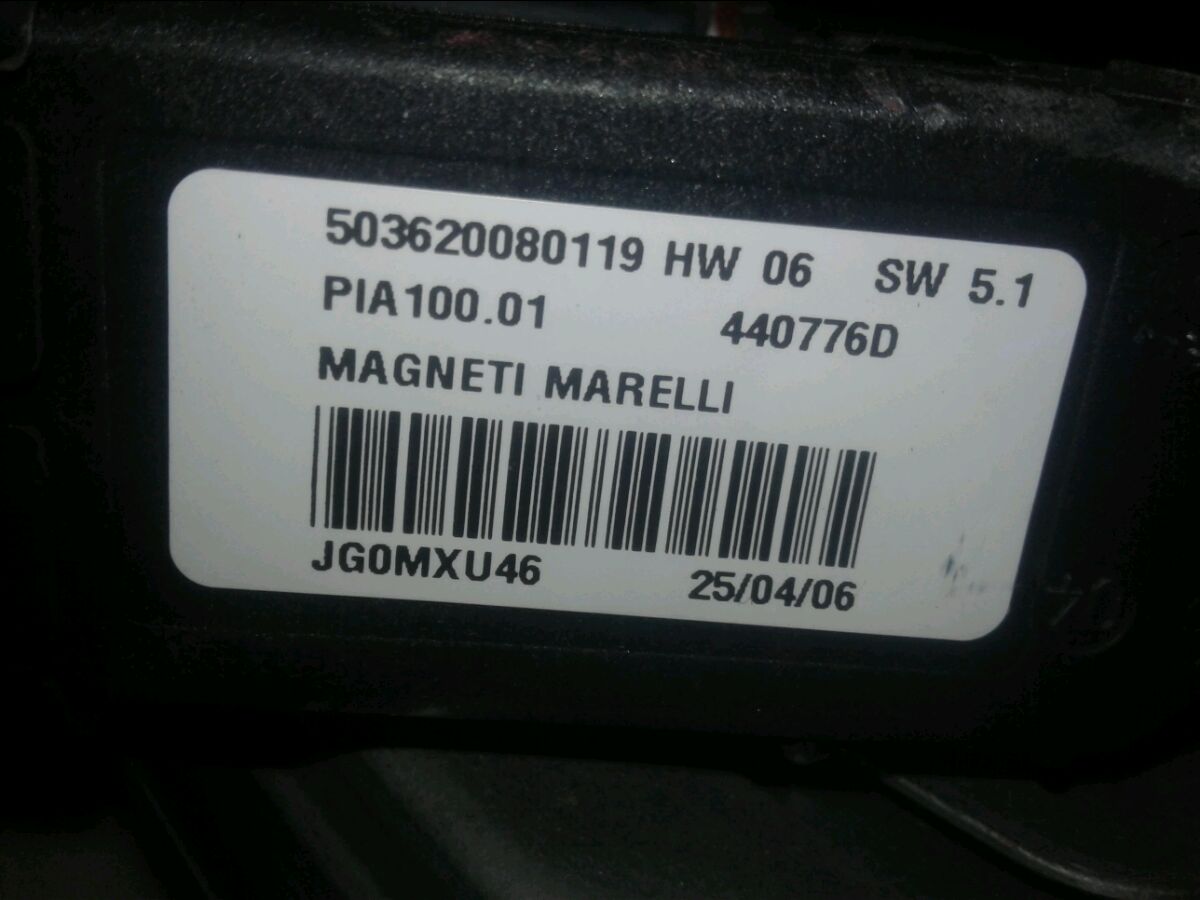 503620080119 HW 06 SW 5.1
PIA100.01 440776D
MAGNETI MARELLI
JG0MXU46 25/04/06